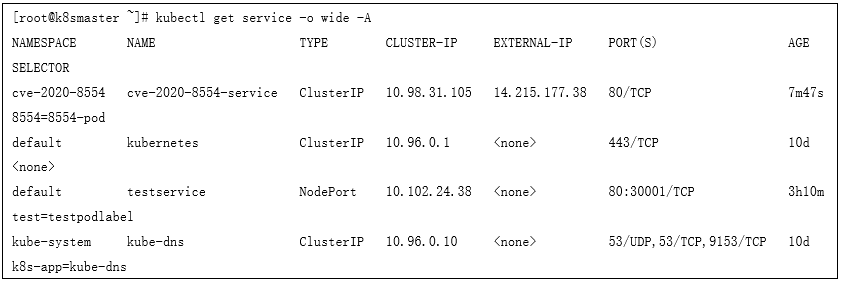 [root@k8smaster ~]# kubectl get service -o wide -A
NAMESPACE NAME TYPE CLUSTER-IP EXTERNAL-IP PORT(S) AGE
SELECTOR
cve-2020-8554 cve-2020-8554-service ClusterIP 10.98.31.105 14.215.177.38 80/TCP 7m47s
8554=8554-pod
default kubernetes ClusterIP 10.96.0.1 <none> 443/TCP 10d
<none>
default testservice NodePort 10.102.24.38 <none> 80:30001/TCP 3h10m
test=testpodlabel
kube-system kube-dns ClusterIP 10.96.0.10 <none> 53/UDP,53/TCP,9153/TCP 10d
k8s-app=kube-dns